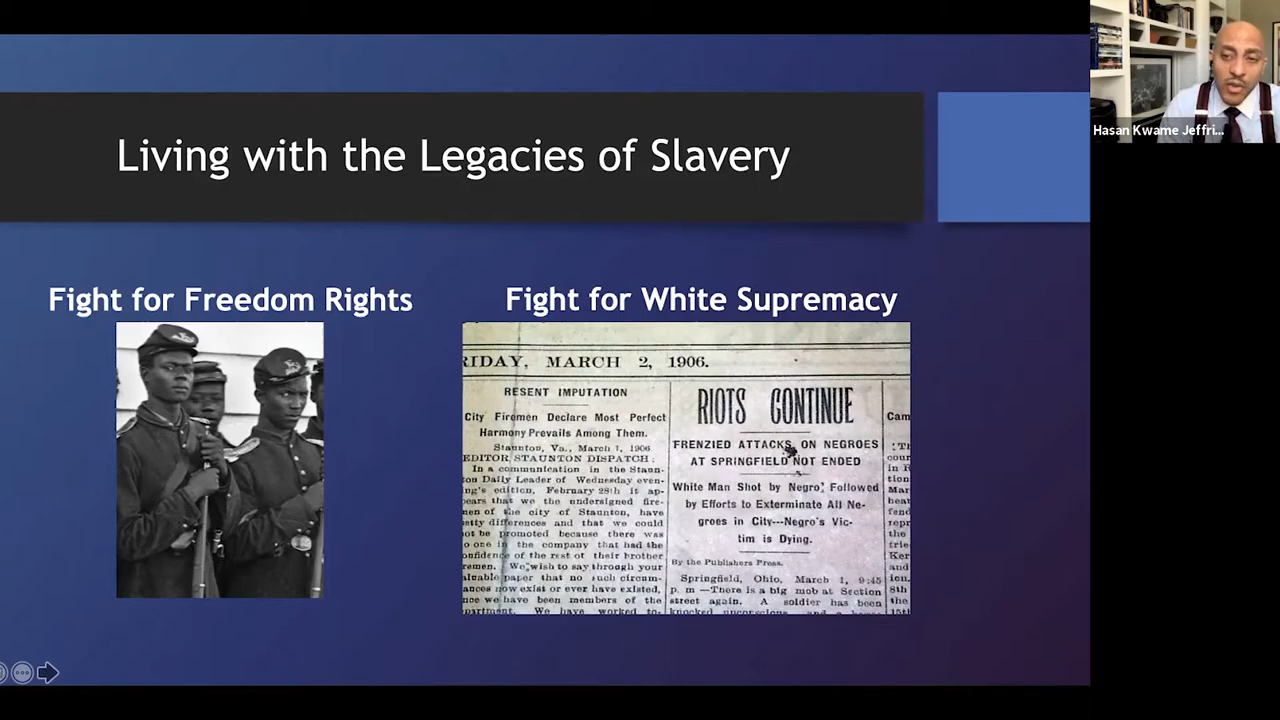 Living with the Legacies of Slavery
Hasan Kwame Jeffri...
Fight for Freedom Rights
Fight for White Supremacy
RIDAY, MARCH 2, 1906.
RESENT IMPUTATION
City Firemen Declare Most Perfect
Harmony Prevails Among Them.
Staunton, Va., March 1, 1906
EDITOR STAUNTON DISPATCH:
In a communication in the Staun-
ton Daily Leader of Wednesday even-
ing's edition, February 28th it ap-
pears that we the undersigned fire-
men of the city of Staunton, have
petty differences and that we could
not be promoted because there was
no one in the company that had the
confidence of the rest of their brother
firemen. We wish to say through your
valuable paper that no such circum-
ances now exist or ever have existed,
nce we have been members of the
partment. We have worked to-
RIOTS CONTINUE
FRENZIED ATTACKS ON NEGROES
AT SPRINGFIELD NOT ENDED
White Man Shot by Negro, Followed
by Efforts to Exterminate All Ne-
groes in City---Negro's Vic-
tim is Dying.
By the Publishers Press.
Springfield, Ohio, March 1, 9:45
p. m—There is a big mob at Section
street again. A soldier has been
knocked unconscious, and a
Cam